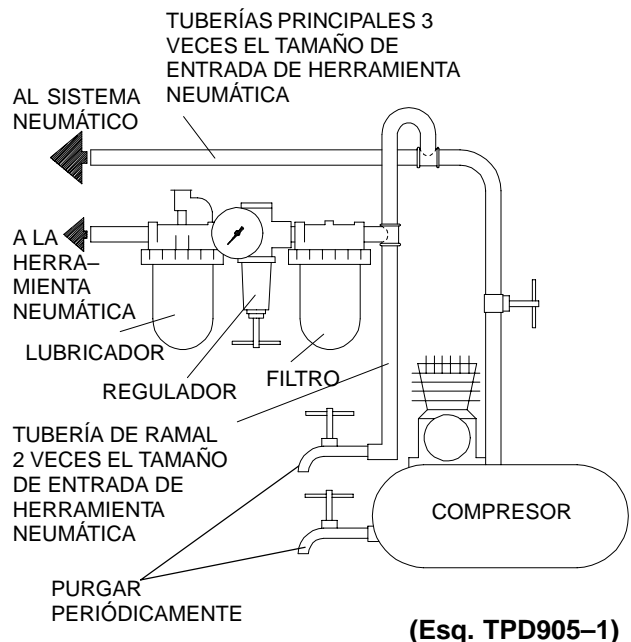 TUBERÍAS PRINCIPALES 3
VECES EL TAMAÑO DE
ENTRADA DE HERRAMIENTA
NEUMÁTICA
AL SISTEMA
NEUMÁTICO
A LA
HERRA–
MIENTA
NEUMÁTICA
LUBRICADOR
REGULADOR
FILTRO
TUBERÍA DE RAMAL
2 VECES EL TAMAÑO
DE ENTRADA DE
HERRAMIENTA
NEUMÁTICA
COMPRESOR
PURGAR
PERIÓDICAMENTE
(Esq. TPD905–1)